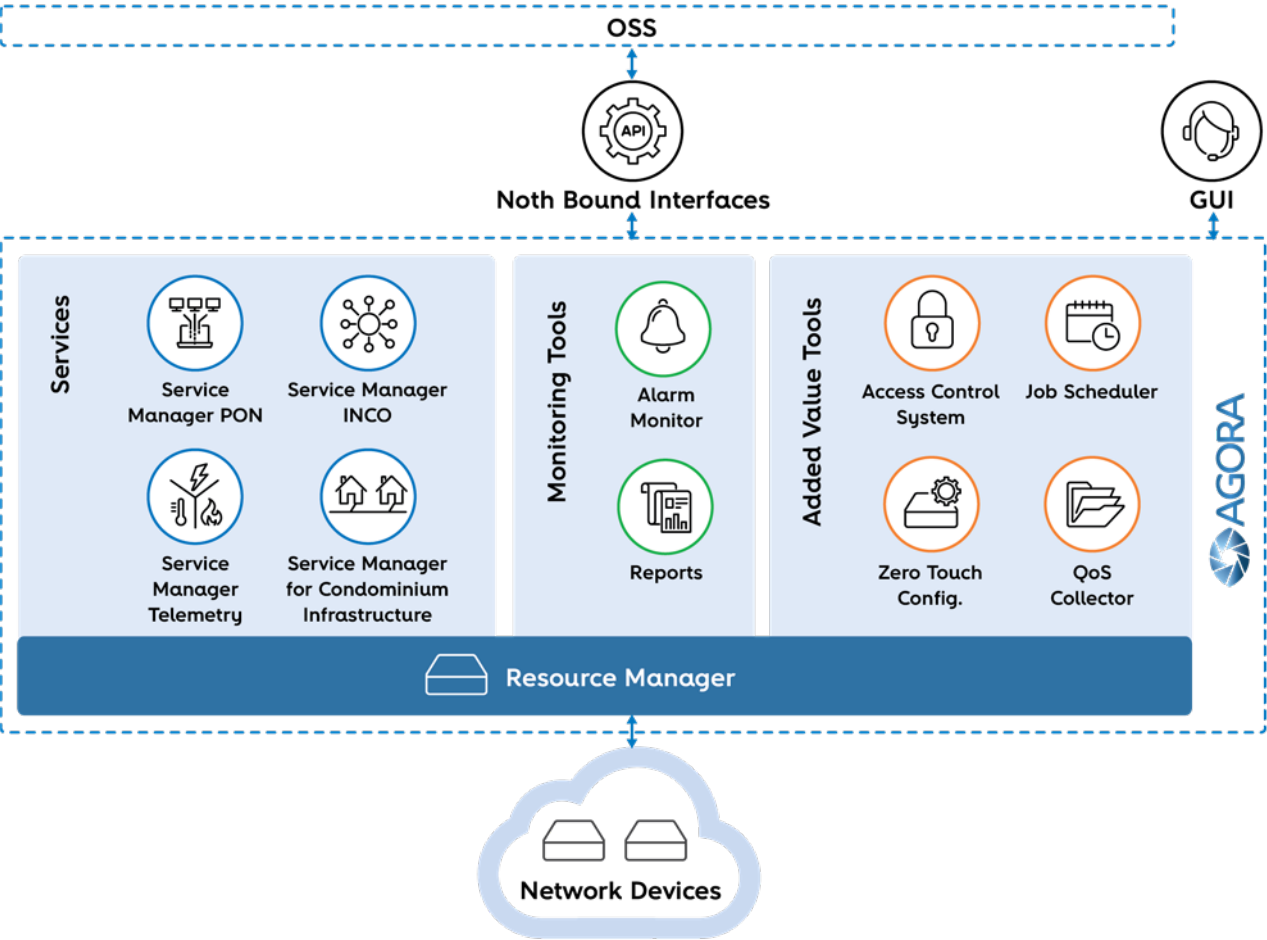 OSS
API
Noth Bound Interfaces
GUI
Services
Service
Manager PON
Service Manager
INCO
Service
Manager
Telemetry
Service Manager
for Condominium
Infrastructure
Monitoring Tools
Alarm
Monitor
Reports
Added Value Tools
Access Control
System
Job Scheduler
Zero Touch
Config.
QoS
Collector
AGORA
Resource Manager
Network Devices